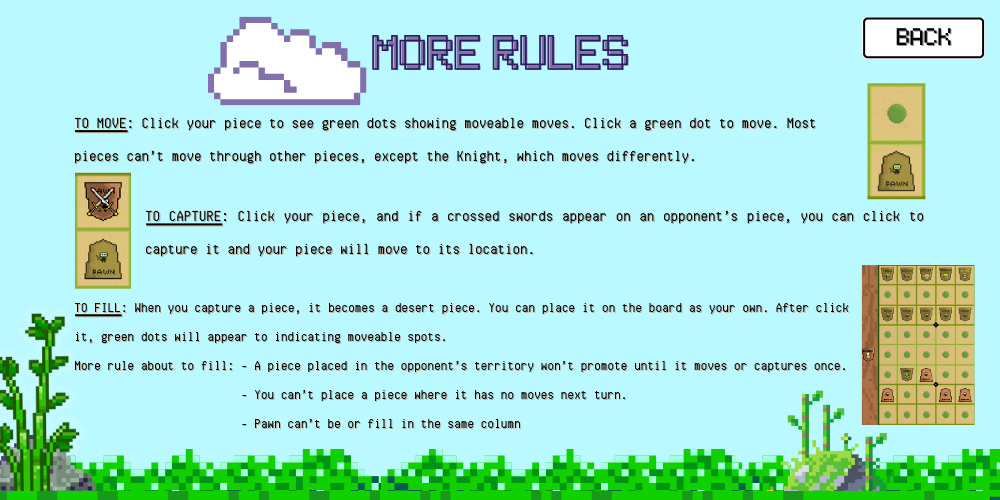 MORE RULES
BACK
TO MOVE: Click your piece to see green dots showing moveable moves. Click a green dot to move. Most
pieces can't move through other pieces, except the Knight, which moves differently.
PAWN
TO CAPTURE: Click your piece, and if a crossed swords appear on an opponent's piece, you can click to
capture it and your piece will move to its location.
PAWN
TO FILL: When you capture a piece, it becomes a desert piece. You can place it on the board as your own. After click
it, green dots will appear to indicating moveable spots.
More rule about to fill: - A piece placed in the opponent's territory won't promote until it moves or captures once.
- You can't place a piece where it has no moves next turn.
- Pawn can't be or fill in the same column